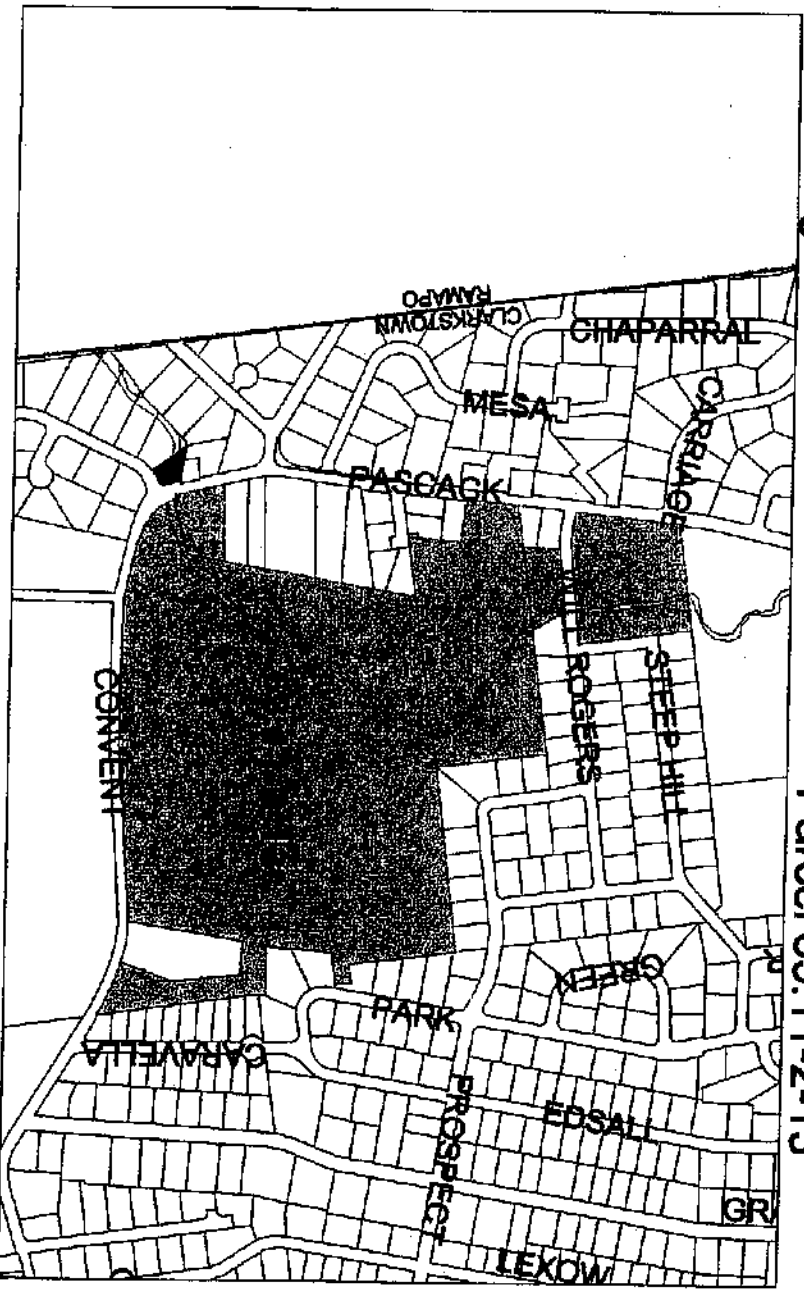 RAMAPO
CLARKSTOWN
CHAPARRAL
MESA
CARRIAGE
PASCACK
WILL ROGERS
STEEP HILL
CONVENT
GREEN
PARK
CARAVELLA
PROSPECT
EDSALL
GR
LEXOW